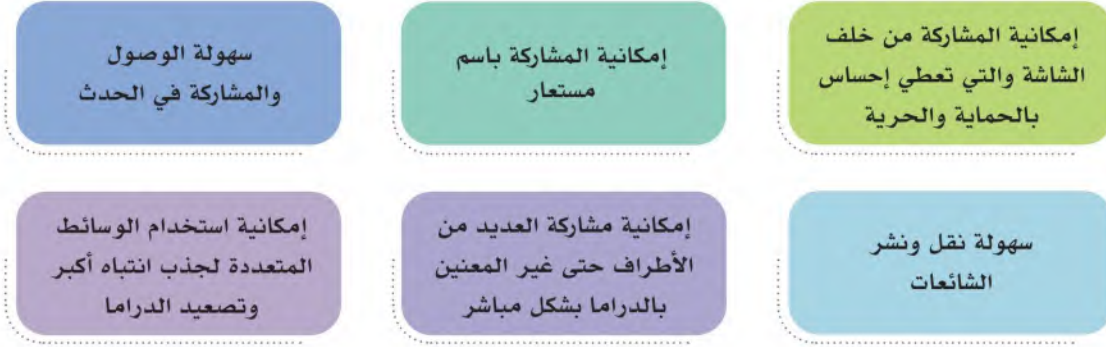 إمكانية المشاركة من خلف
الشاشة والتي تعطي إحساس
بالحماية والحرية
إمكانية المشاركة باسم
مستعار
سهولة الوصول
والمشاركة في الحدث
سهولة نقل ونشر
الشائعات
إمكانية مشاركة العديد من
الأطراف حتى غير المعنين
بالدراما بشكل مباشر
إمكانية استخدام الوسائط
المتعددة لجذب انتباه أكبر
وتصعيد الدراما